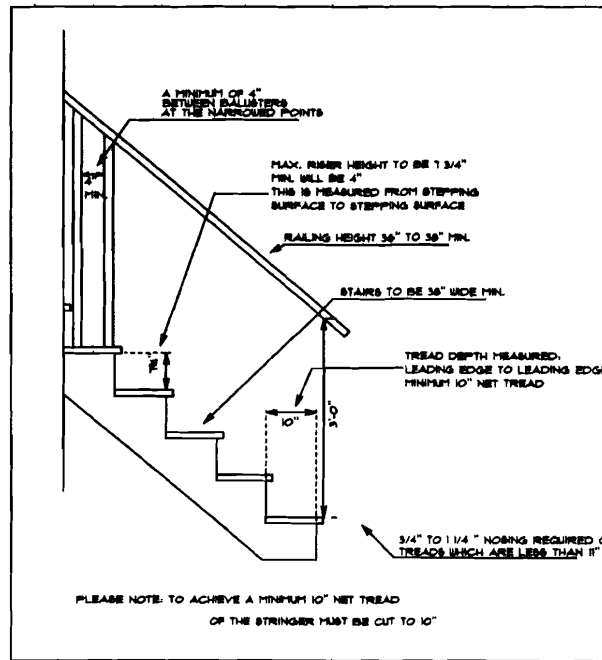 A MINIMUM OF 4"
BETWEEN BALUSTERS
AT THE NARROWED POINTS
4"
MIN.
MAX. RISER HEIGHT TO BE 7 3/4"
MIN. WILL BE 4"
THIS IS MEASURED FROM STEPPING
SURFACE TO STEPPING SURFACE
RAILING HEIGHT 36" TO 38" MIN.
STAIRS TO BE 36" WIDE MIN.
TREAD DEPTH MEASURED:
LEADING EDGE TO LEADING EDGE
MINIMUM 10" NET TREAD
10"
3'-0"
3/4" TO 1 1/4 " NOSING REQUIRED
TREADS WHICH ARE LESS THAN 11"
PLEASE NOTE: TO ACHIEVE A MINIMUM 10" NET TREAD
OF THE STRINGER MUST BE CUT TO 10"